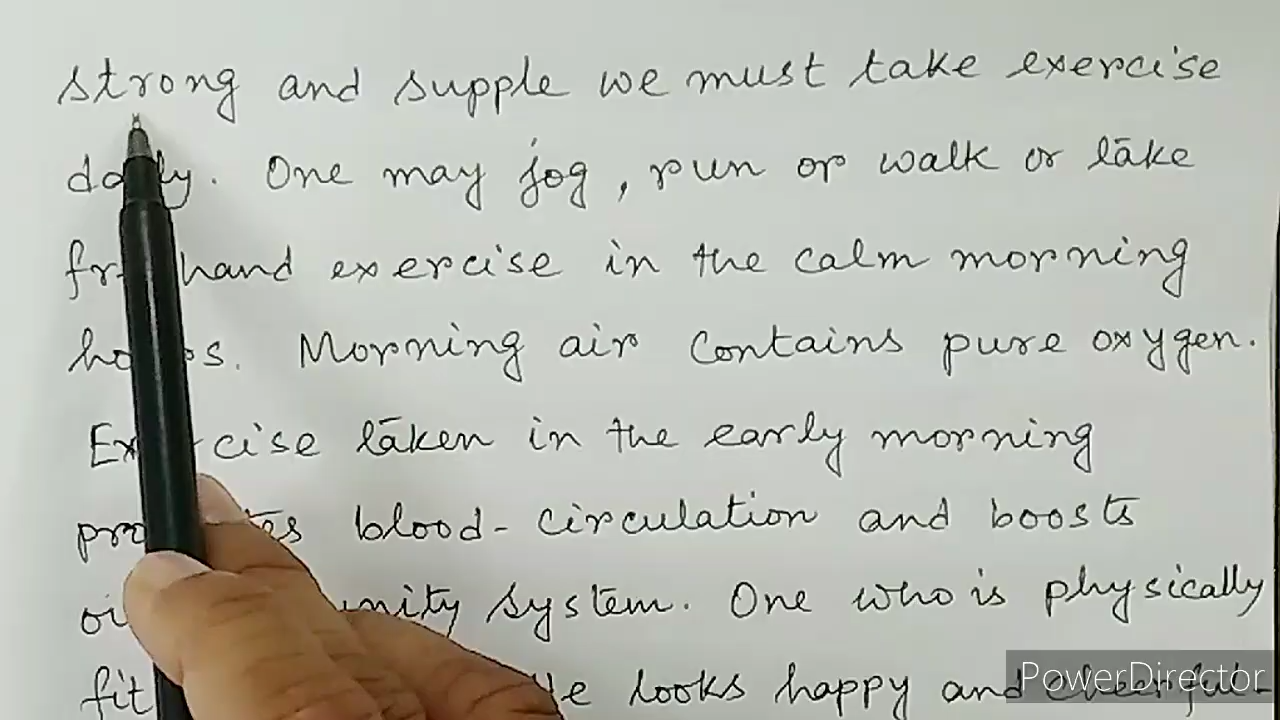 strong and supple we must take exercise
One may jog, run or walk or take
hand exercise in the calm morning
Morning air contains pure oxygen.
taken in the early morning
blood-circulation and boosts
system. One who is physically
fit looks happy and cheerful
PowerDirector